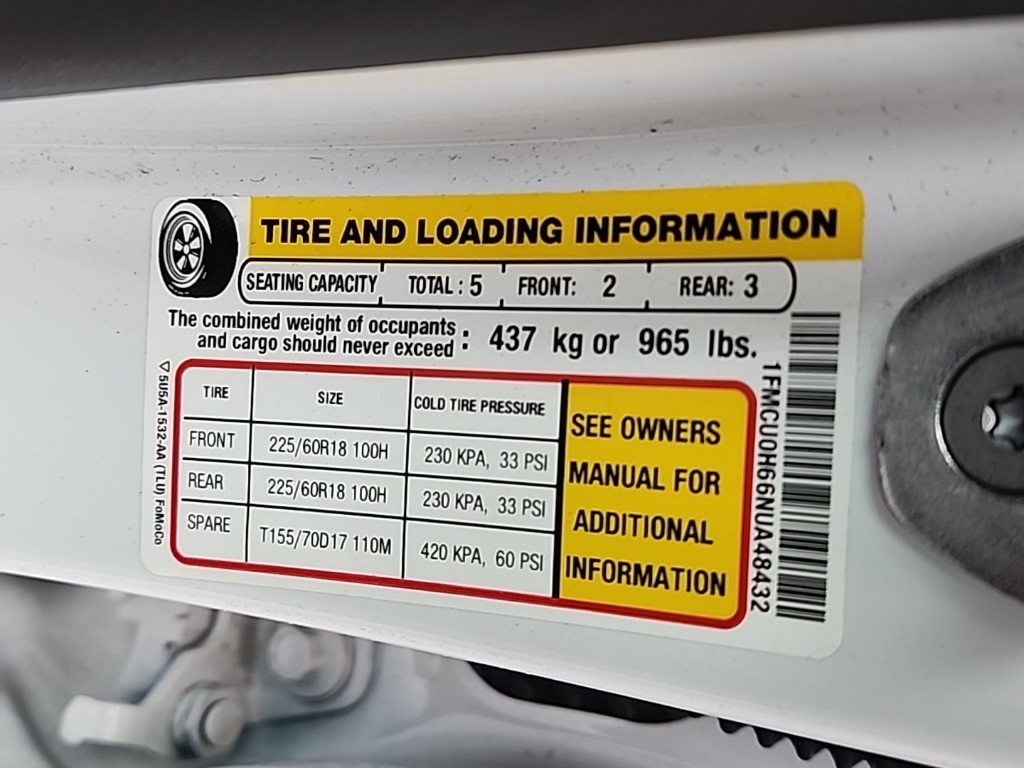 TIRE AND LOADING INFORMATION
SEATING CAPACITY TOTAL : 5 FRONT: 2 REAR: 3
The combined weight of occupants
and cargo should never exceed : 437 kg or 965 lbs.
TIRE SIZE COLD TIRE PRESSURE
FRONT 225/60R18 100H 230 KPA, 33 PSI
REAR 225/60R18 100H 230 KPA, 33 PSI
SPARE T155/70D17 110M 420 KPA, 60 PSI
SEE OWNERS
MANUAL FOR
ADDITIONAL
INFORMATION
5U5A-1532-AA (TLU) FoMoCo
1FMCU0H66NUA48432